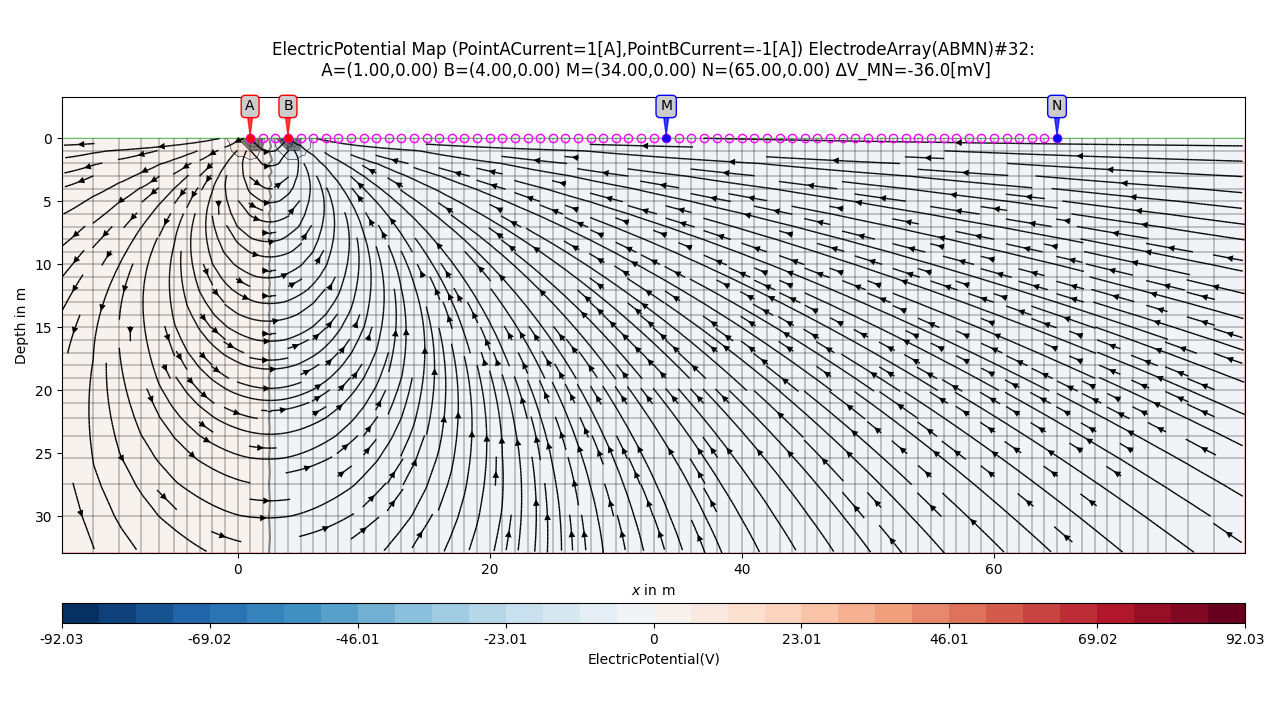 ElectricPotential Map (PointACurrent=1[A],PointBCurrent=-1[A]) ElectrodeArray(ABMN)#32:
A=(1.00,0.00) B=(4.00,0.00) M=(34.00,0.00) N=(65.00,0.00) ΔV_MN=-36.0[mV]
A B M N
0
5
10
15
20
25
30
Depth in m
0 20 40 60
x in m
-92.03 -69.02 -46.01 -23.01 0 23.01 46.01 69.02 92.03
ElectricPotential(V)